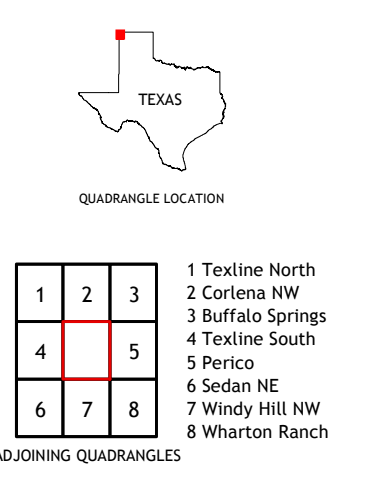 TEXAS
QUADRANGLE LOCATION
1 2 3
4 5
6 7 8
1 Texline North
2 Corlena NW
3 Buffalo Springs
4 Texline South
5 Perico
6 Sedan NE
7 Windy Hill NW
8 Wharton Ranch
ADJOINING QUADRANGLES